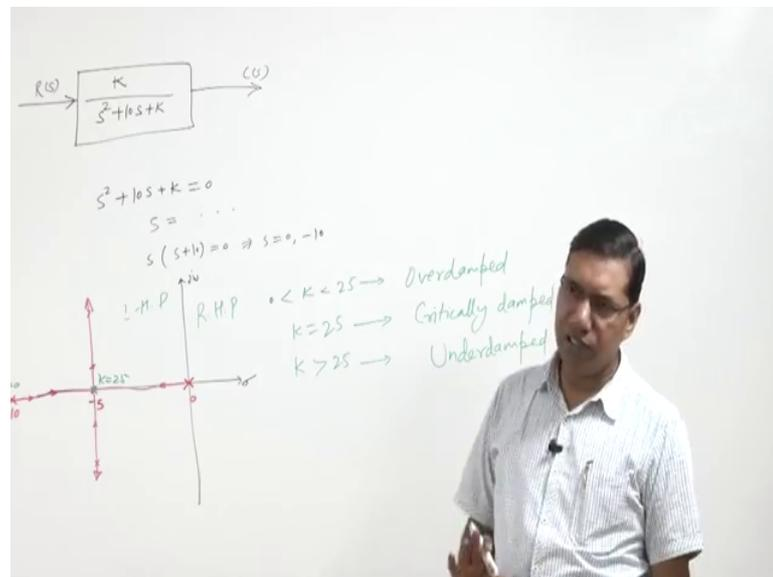 R(s)
K
s²+10s+K
C(s)
s²+10s+K=0
s= . . .
s(s+10)=0 ⇒ s=0,-10
jω
L.H.P
R.H.P
0<K<25 → Overdamped
K=25 → Critically damped
K>25 → Underdamped
K=25
σ
-5
0
10